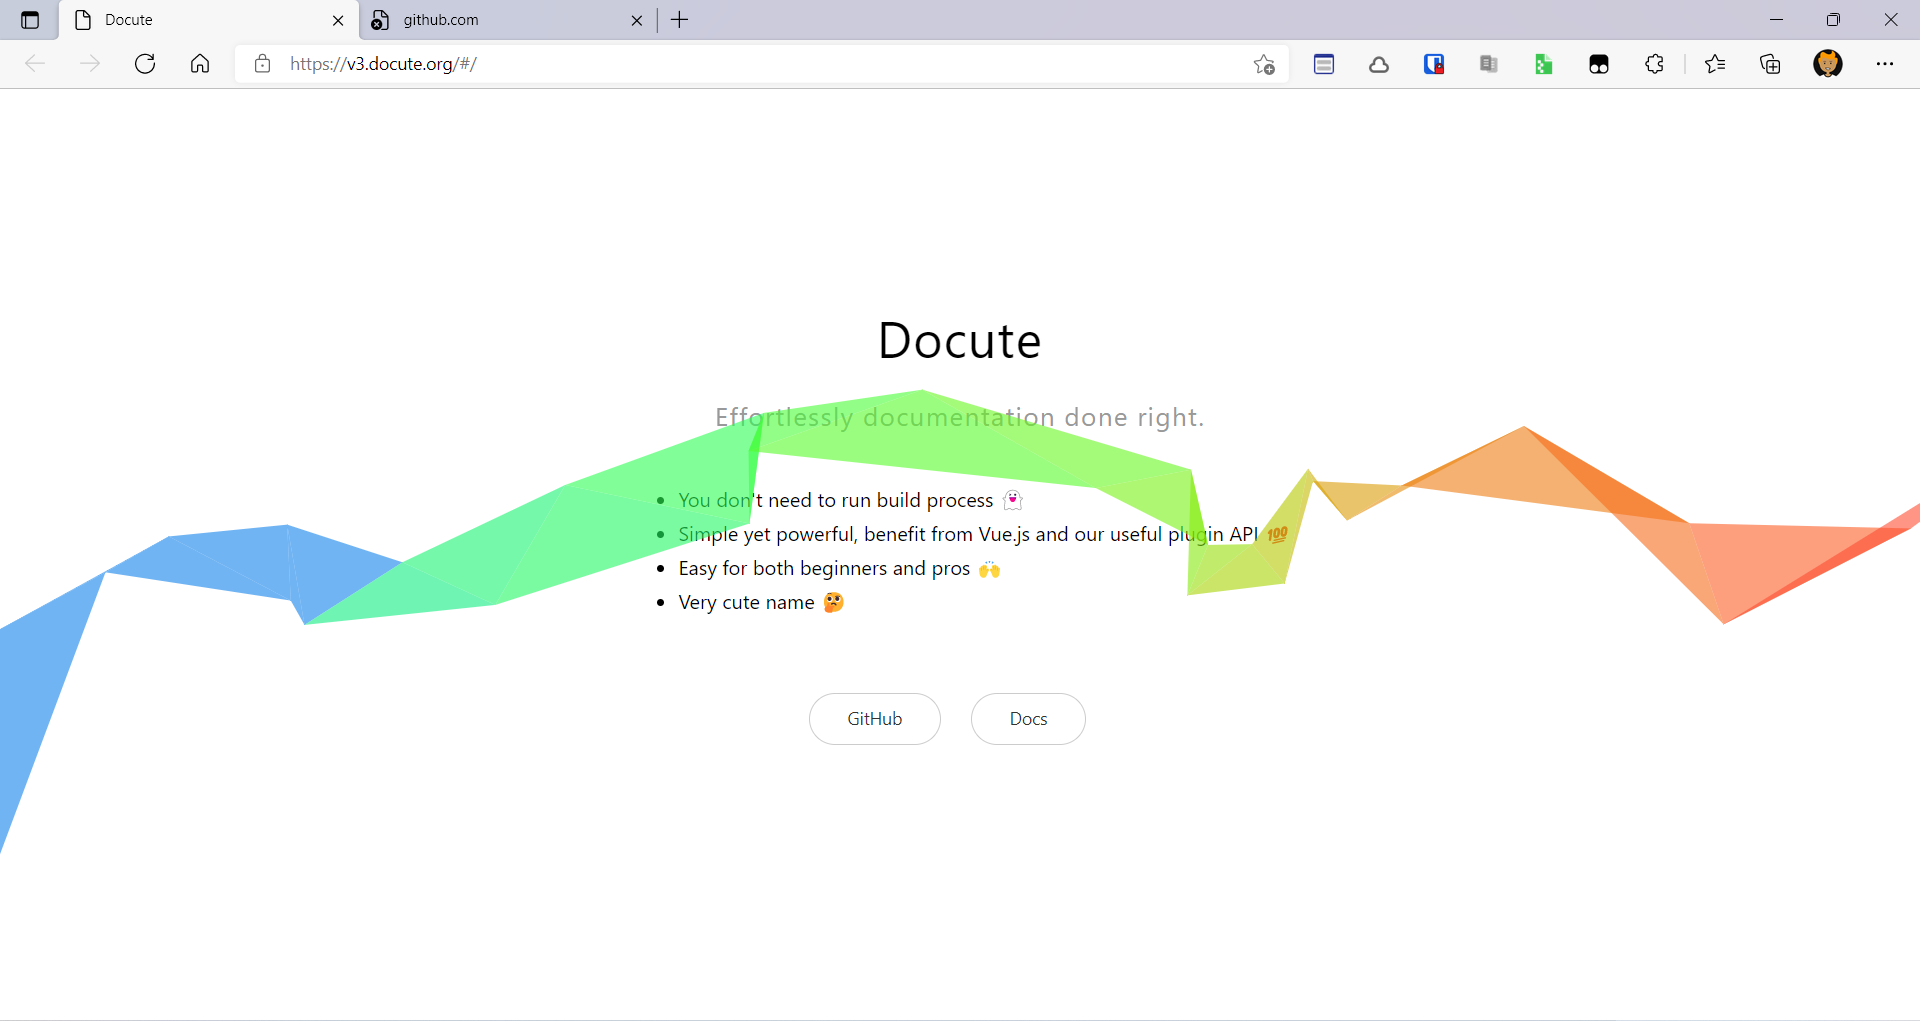 Docute
github.com
https://v3.docute.org/#/
Docute
Effortlessly documentation done right.
• You don't need to run build process 👻
• Simple yet powerful, benefit from Vue.js and our useful plugin API 💯
• Easy for both beginners and pros 🙌
• Very cute name 🤔
GitHub
Docs